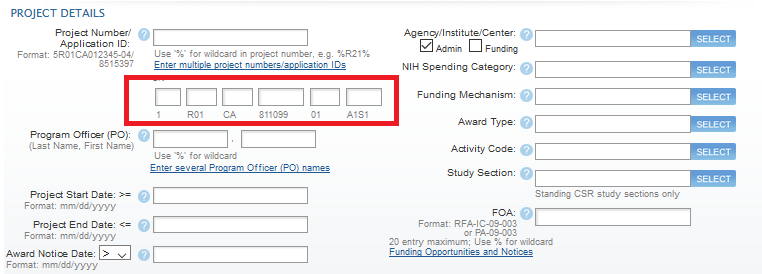 PROJECT DETAILS
Project Number/
Application ID:
Format: 5R01CA012345-04/
8515397
Use '%' for wildcard in project number, e.g. %R21%
Enter multiple project numbers/application IDs
1 R01 CA 811099 01 A1S1
Program Officer (PO):
(Last Name, First Name)
,
Use '%' for wildcard
Enter several Program Officer (PO) names
Project Start Date: >=
Format: mm/dd/yyyy
Project End Date: <=
Format: mm/dd/yyyy
Award Notice Date: >
Format: mm/dd/yyyy
Agency/Institute/Center:
Admin Funding
SELECT
NIH Spending Category:
SELECT
Funding Mechanism:
SELECT
Award Type:
SELECT
Activity Code:
SELECT
Study Section:
SELECT
Standing CSR study sections only
FOA:
Format: RFA-IC-09-003
or PA-09-003
20 entry maximum; Use % for wildcard
Funding Opportunities and Notices